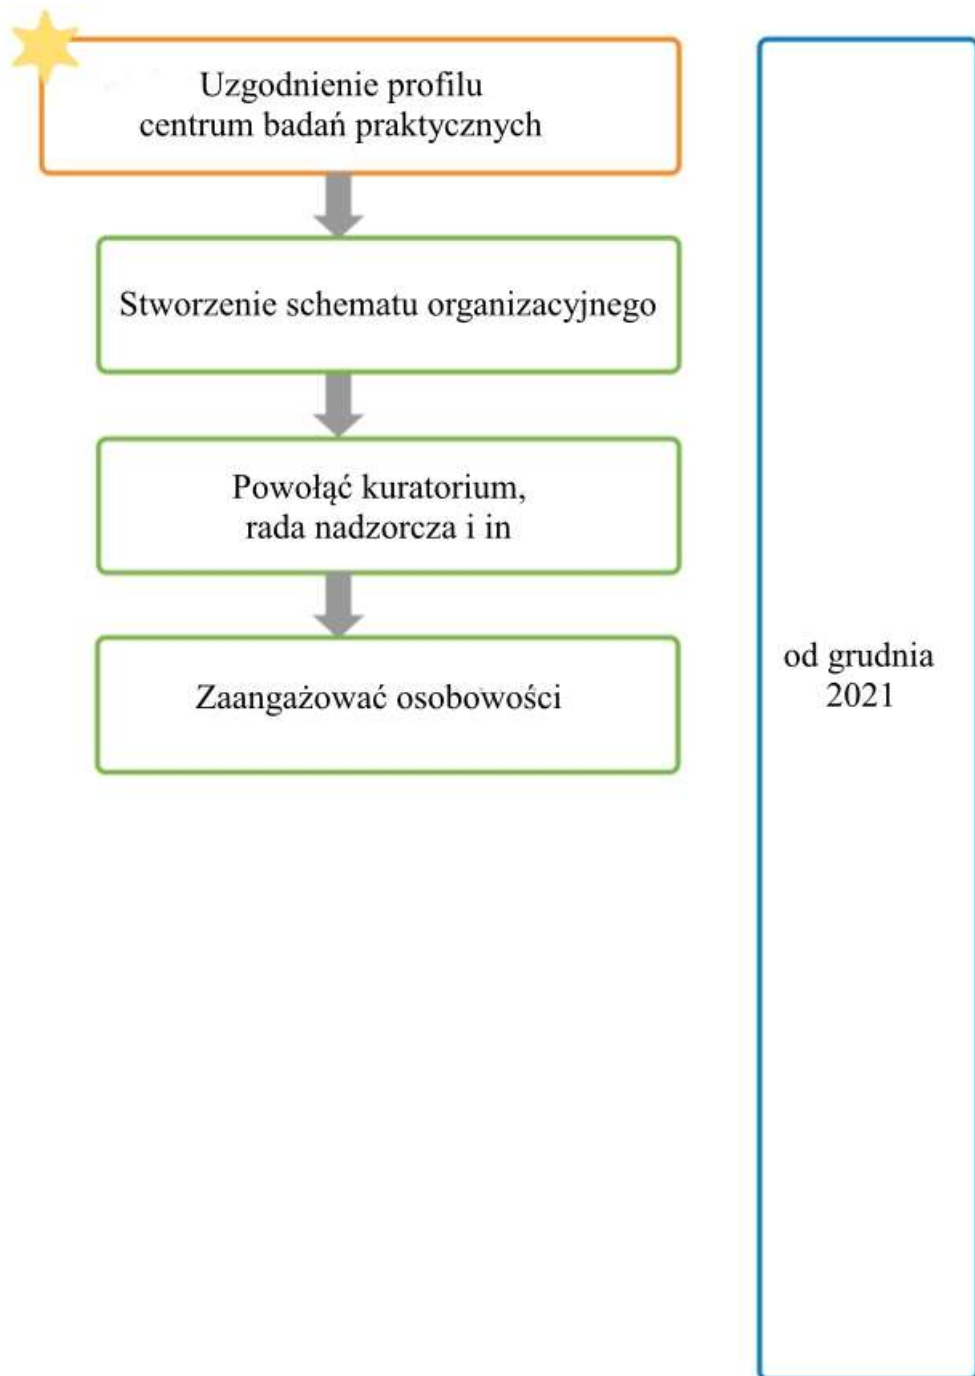 Uzgodnienie profilu
centrum badań praktycznych
Stworzenie schematu organizacyjnego
Powołąć kuratorium,
rada nadzorcza i in
Zaangażować osobowości
od grudnia
2021